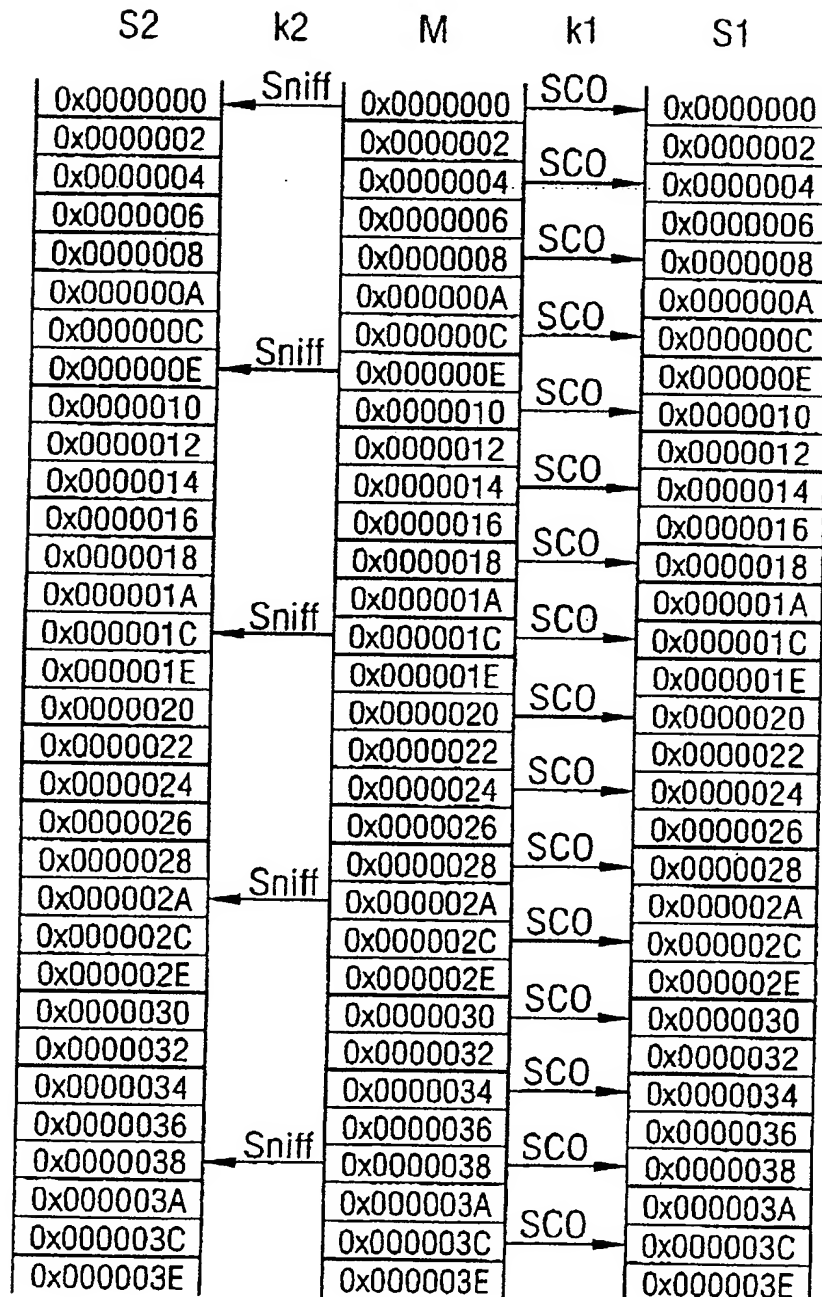 S2 k2 M k1 S1
0x0000000 Sniff 0x0000000 SCO 0x0000000
0x0000002 0x0000002 0x0000002
0x0000004 0x0000004 SCO 0x0000004
0x0000006 0x0000006 0x0000006
0x0000008 0x0000008 SCO 0x0000008
0x000000A 0x000000A 0x000000A
0x000000C 0x000000C SCO 0x000000C
0x000000E Sniff 0x000000E 0x000000E
0x0000010 0x0000010 SCO 0x0000010
0x0000012 0x0000012 0x0000012
0x0000014 0x0000014 SCO 0x0000014
0x0000016 0x0000016 0x0000016
0x0000018 0x0000018 SCO 0x0000018
0x000001A 0x000001A 0x000001A
0x000001C Sniff 0x000001C SCO 0x000001C
0x000001E 0x000001E 0x000001E
0x0000020 0x0000020 SCO 0x0000020
0x0000022 0x0000022 0x0000022
0x0000024 0x0000024 SCO 0x0000024
0x0000026 0x0000026 0x0000026
0x0000028 0x0000028 SCO 0x0000028
0x000002A Sniff 0x000002A 0x000002A
0x000002C 0x000002C SCO 0x000002C
0x000002E 0x000002E 0x000002E
0x0000030 0x0000030 SCO 0x0000030
0x0000032 0x0000032 0x0000032
0x0000034 0x0000034 SCO 0x0000034
0x0000036 0x0000036 0x0000036
0x0000038 Sniff 0x0000038 SCO 0x0000038
0x000003A 0x000003A 0x000003A
0x000003C 0x000003C SCO 0x000003C
0x000003E 0x000003E 0x000003E